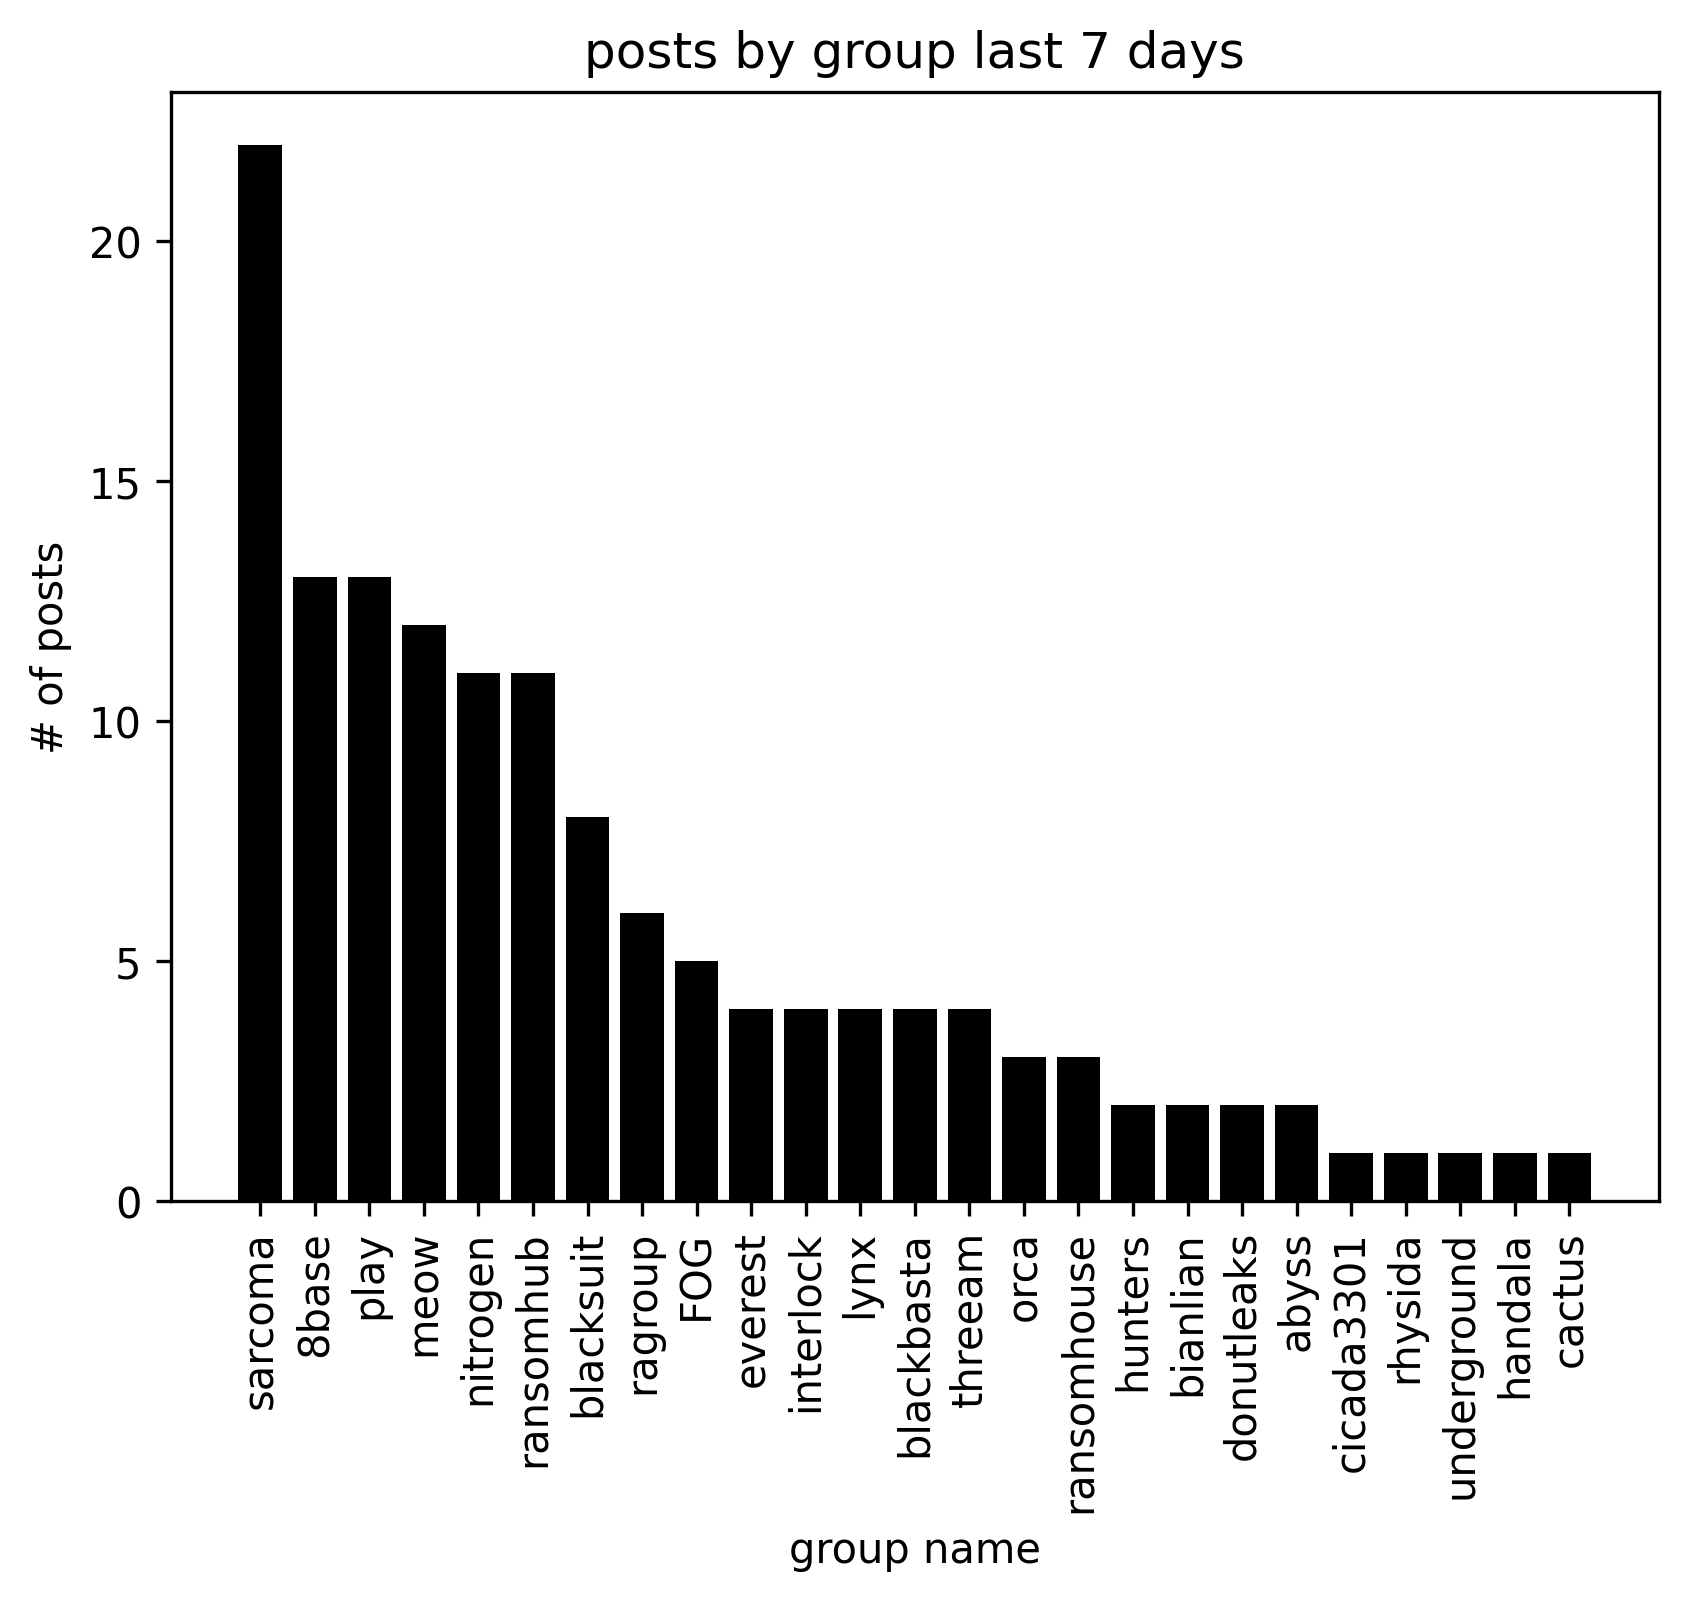 posts by group last 7 days
# of posts
20
15
10
5
0
sarcoma
8base
play
meow
nitrogen
ransomhub
blacksuit
ragroup
FOG
everest
interlock
lynx
blackbasta
threeam
orca
ransomhouse
hunters
bianlian
donutleaks
abyss
cicada3301
rhysida
underground
handala
cactus
group name